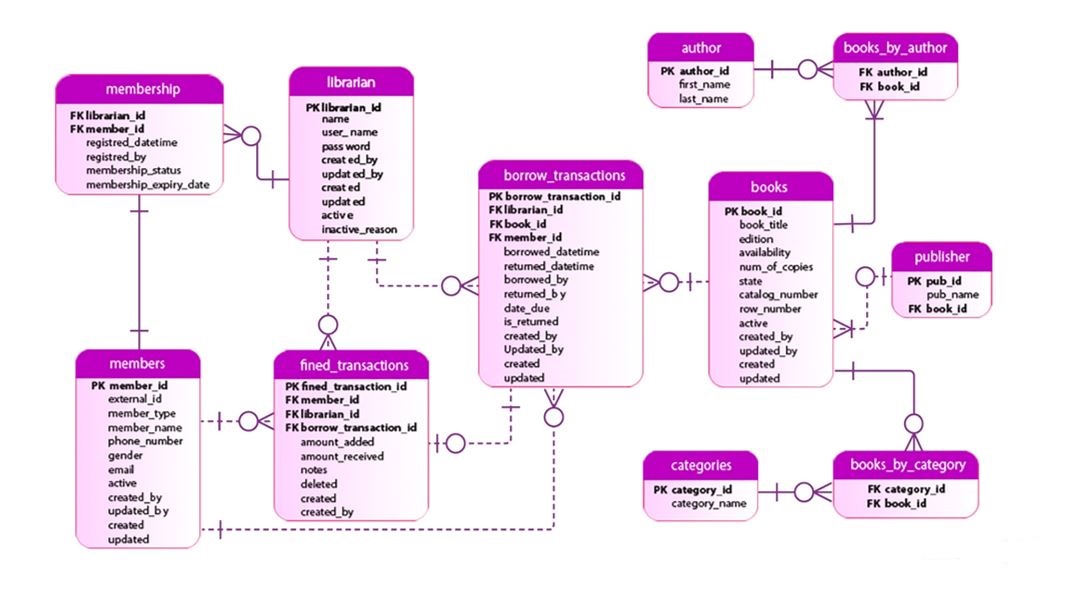 membership
FK librarian_id
FK member_id
registred_datetime
registred_by
membership_status
membership_expiry_date
librarian
PK librarian_id
name
user_ name
pass word
creat ed_by
updat ed_by
creat ed
updat ed
activ e
inactive_reason
borrow_transactions
PK borrow_transaction_id
FK librarian_id
FK book_id
FK member_id
borrowed_datetime
returned_datetime
borrowed_by
returned_b y
date_due
is_returned
created_by
Updated_by
created
updated
author
PK author_id
first_name
last_name
books_by_author
FK author_id
FK book_id
books
PK book_id
book_title
edition
availability
num_of_copies
state
catalog_number
row_number
active
created_by
updated_by
created
updated
publisher
PK pub_id
pub_name
FK book_id
members
PK member_id
external_id
member_type
member_name
phone_number
gender
email
active
created_by
updated_b y
created
updated
fined_transactions
PK fined_transaction_id
FK member_id
FK librarian_id
FK borrow_transaction_id
amount_added
amount_received
notes
deleted
created
created_by
categories
PK category_id
category_name
books_by_category
FK category_id
FK book_id